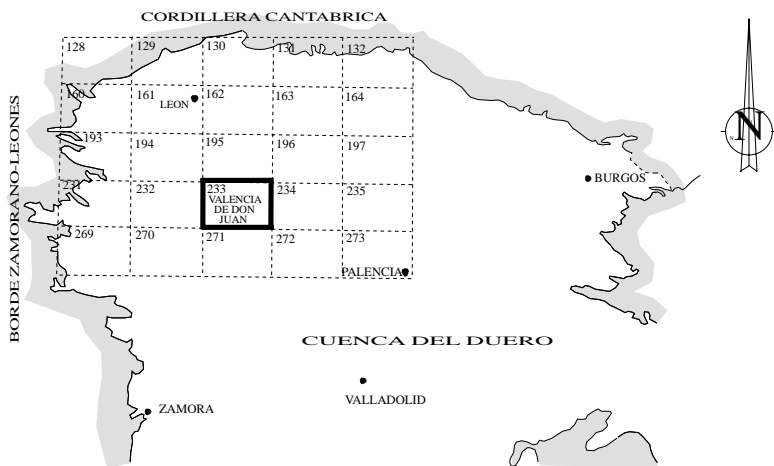 CORDILLERA CANTABRICA
128 129 130 131 132
160 161 162 163 164
LEON
N
N
BORDE ZAMORANO-LEONES
193 194 195 196 197
231 232 233 234 235
VALENCIA
DE DON
JUAN
BURGOS
269 270 271 272 273
PALENCIA
CUENCA DEL DUERO
VALLADOLID
ZAMORA